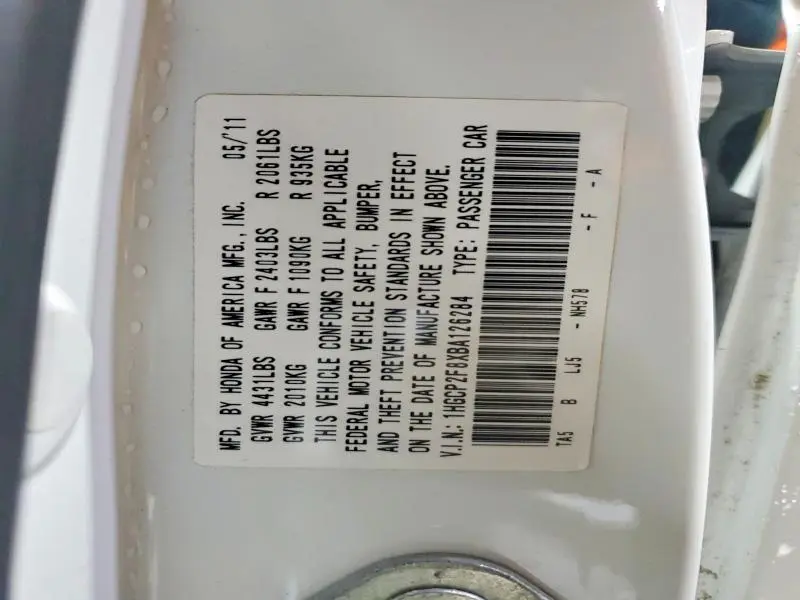 MFD. BY HONDA OF AMERICA MFG., INC. 05/'11
GVWR 4431LBS GAWR F 2403LBS R 2061LBS
GVWR 2010KG GAWR F 1090KG R 935KG
THIS VEHICLE CONFORMS TO ALL APPLICABLE
FEDERAL MOTOR VEHICLE SAFETY, BUMPER,
AND THEFT PREVENTION STANDARDS IN EFFECT
ON THE DATE OF MANUFACTURE SHOWN ABOVE.
V.I.N.: 1HGCP2F8XBA126284 TYPE: PASSENGER CAR
TA5 B LJ5 - NH578 - F - A